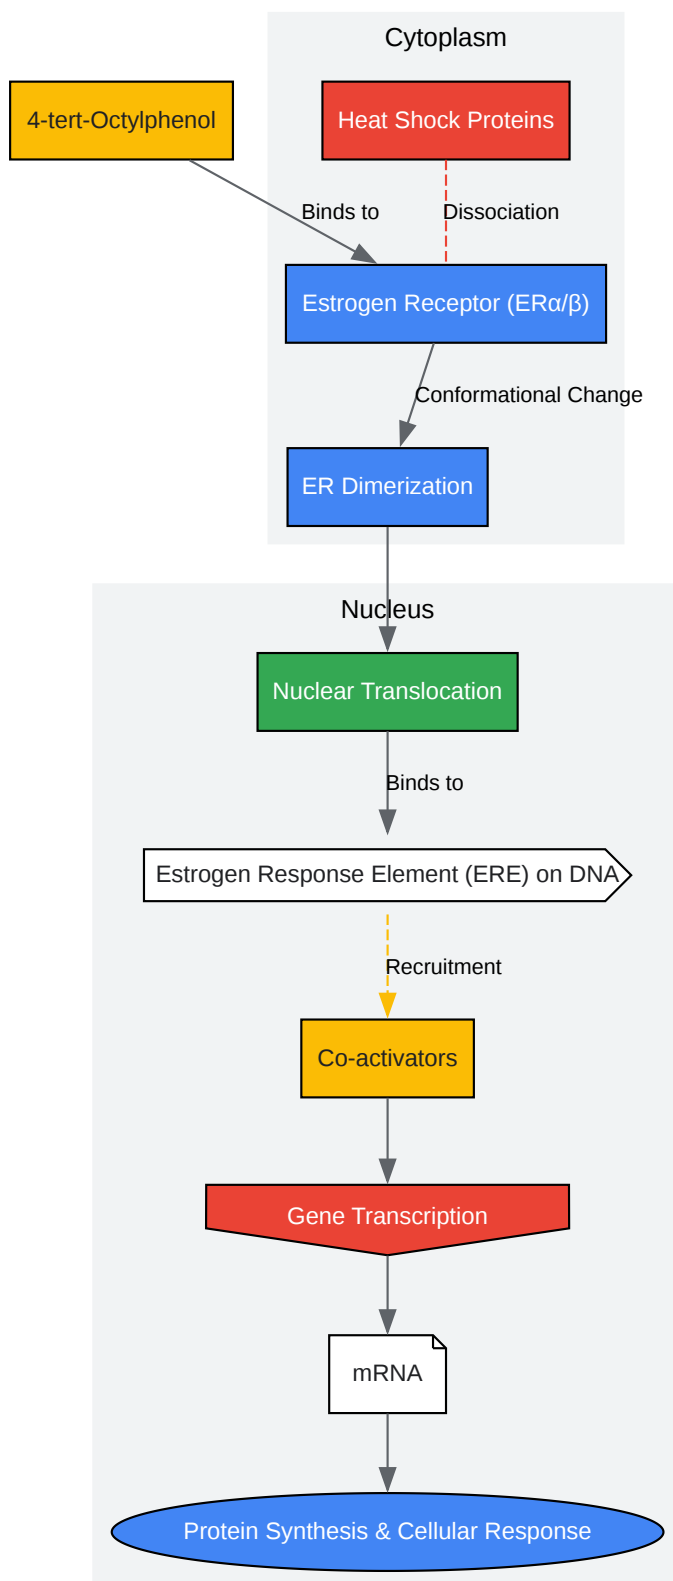 Cytoplasm
4-tert-Octylphenol
Heat Shock Proteins
Binds to
Dissociation
Estrogen Receptor (ERα/β)
Conformational Change
ER Dimerization
Nucleus
Nuclear Translocation
Binds to
Estrogen Response Element (ERE) on DNA
Recruitment
Co-activators
Gene Transcription
mRNA
Protein Synthesis & Cellular Response